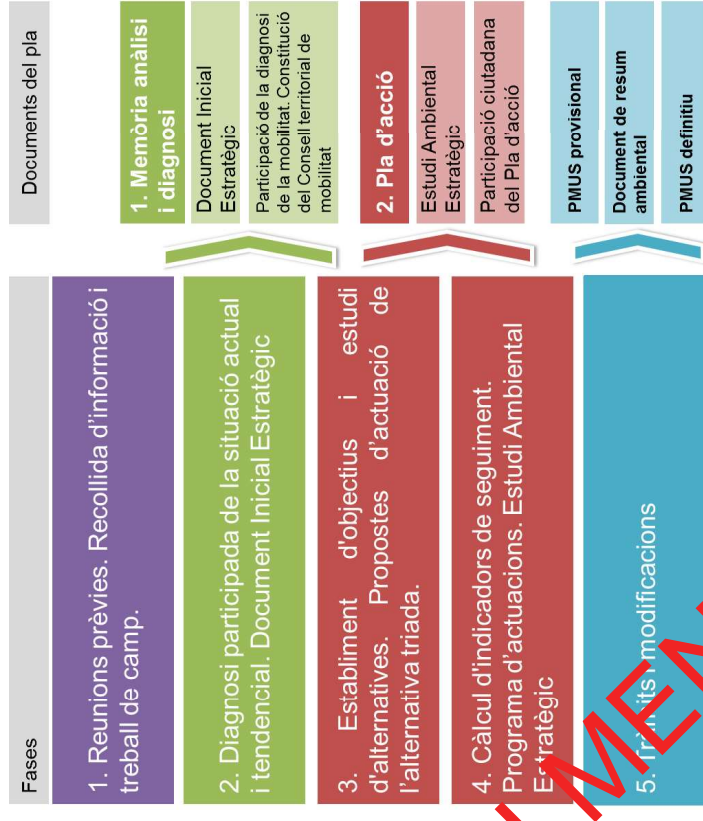 Fases
1. Reunions prèvies. Recollida d'informació i
treball de camp.
2. Diagnosi participada de la situació actual
i tendencial. Document Inicial Estratègic
3. Establiment d'objectius i estudi
d'alternatives. Propostes d'actuació de
l'alternativa triada.
4. Càlcul d'indicadors de seguiment.
Programa d'actuacions. Estudi Ambiental
Estratègic
5. Tràmits i modificacions
Documents del pla
1. Memòria anàlisi
i diagnosi
Document Inicial
Estratègic
Participació de la diagnosi
de la mobilitat. Constitució
del Consell territorial de
mobilitat
2. Pla d'acció
Estudi Ambiental
Estratègic
Participació ciutadana
del Pla d'acció
PMUS provisional
Document de resum
ambiental
PMUS definitiu